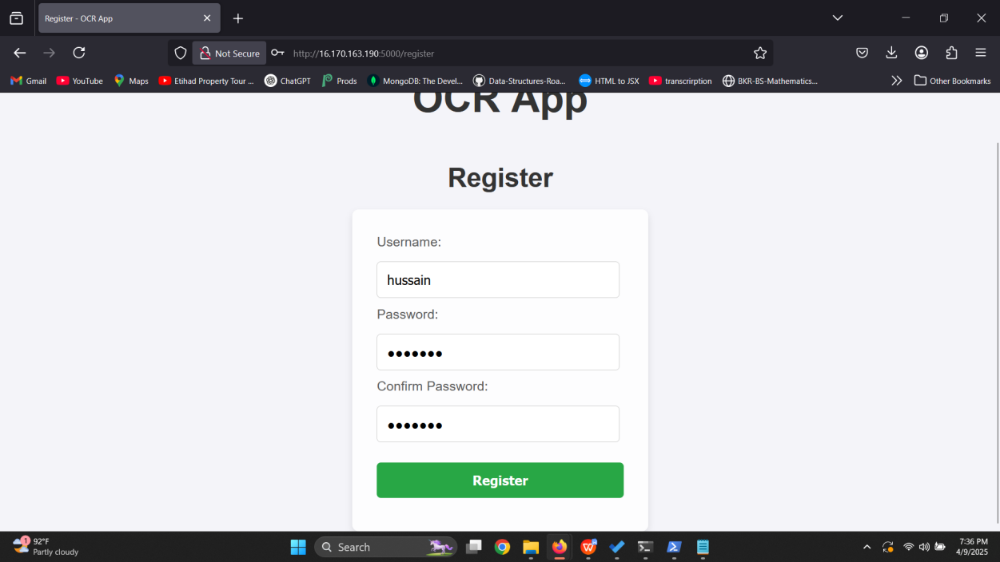 Register - OCR App
Not Secure
http://16.170.163.190:5000/register
Gmail
YouTube
Maps
Etihad Property Tour ...
ChatGPT
Prods
MongoDB: The Devel...
Data-Structures-Roa...
HTML to JSX
transcrirption
BKR-BS-Mathematics...
Other Bookmarks
OCR App
Register
Username:
hussain
Password:
Confirm Password:
Register
1
92°F
Partly cloudy
Search
7:36 PM
4/9/2025